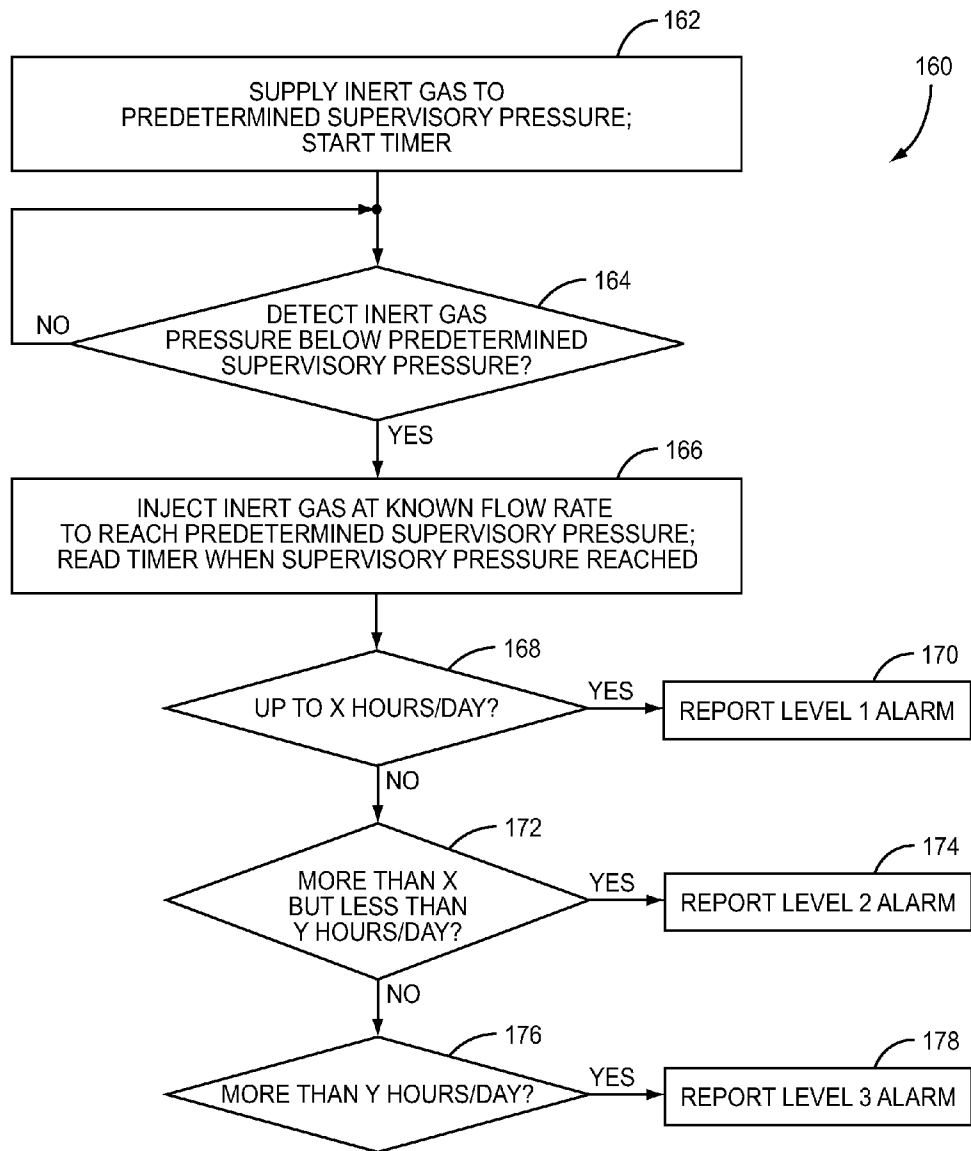 162
160
SUPPLY INERT GAS TO
PREDETERMINED SUPERVISORY PRESSURE;
START TIMER
164
DETECT INERT GAS
PRESSURE BELOW PREDETERMINED
SUPERVISORY PRESSURE?
NO
YES
166
INJECT INERT GAS AT KNOWN FLOW RATE
TO REACH PREDETERMINED SUPERVISORY PRESSURE;
READ TIMER WHEN SUPERVISORY PRESSURE REACHED
168
UP TO X HOURS/DAY?
YES
170
REPORT LEVEL 1 ALARM
NO
172
MORE THAN X
BUT LESS THAN
Y HOURS/DAY?
YES
174
REPORT LEVEL 2 ALARM
NO
176
MORE THAN Y HOURS/DAY?
YES
178
REPORT LEVEL 3 ALARM